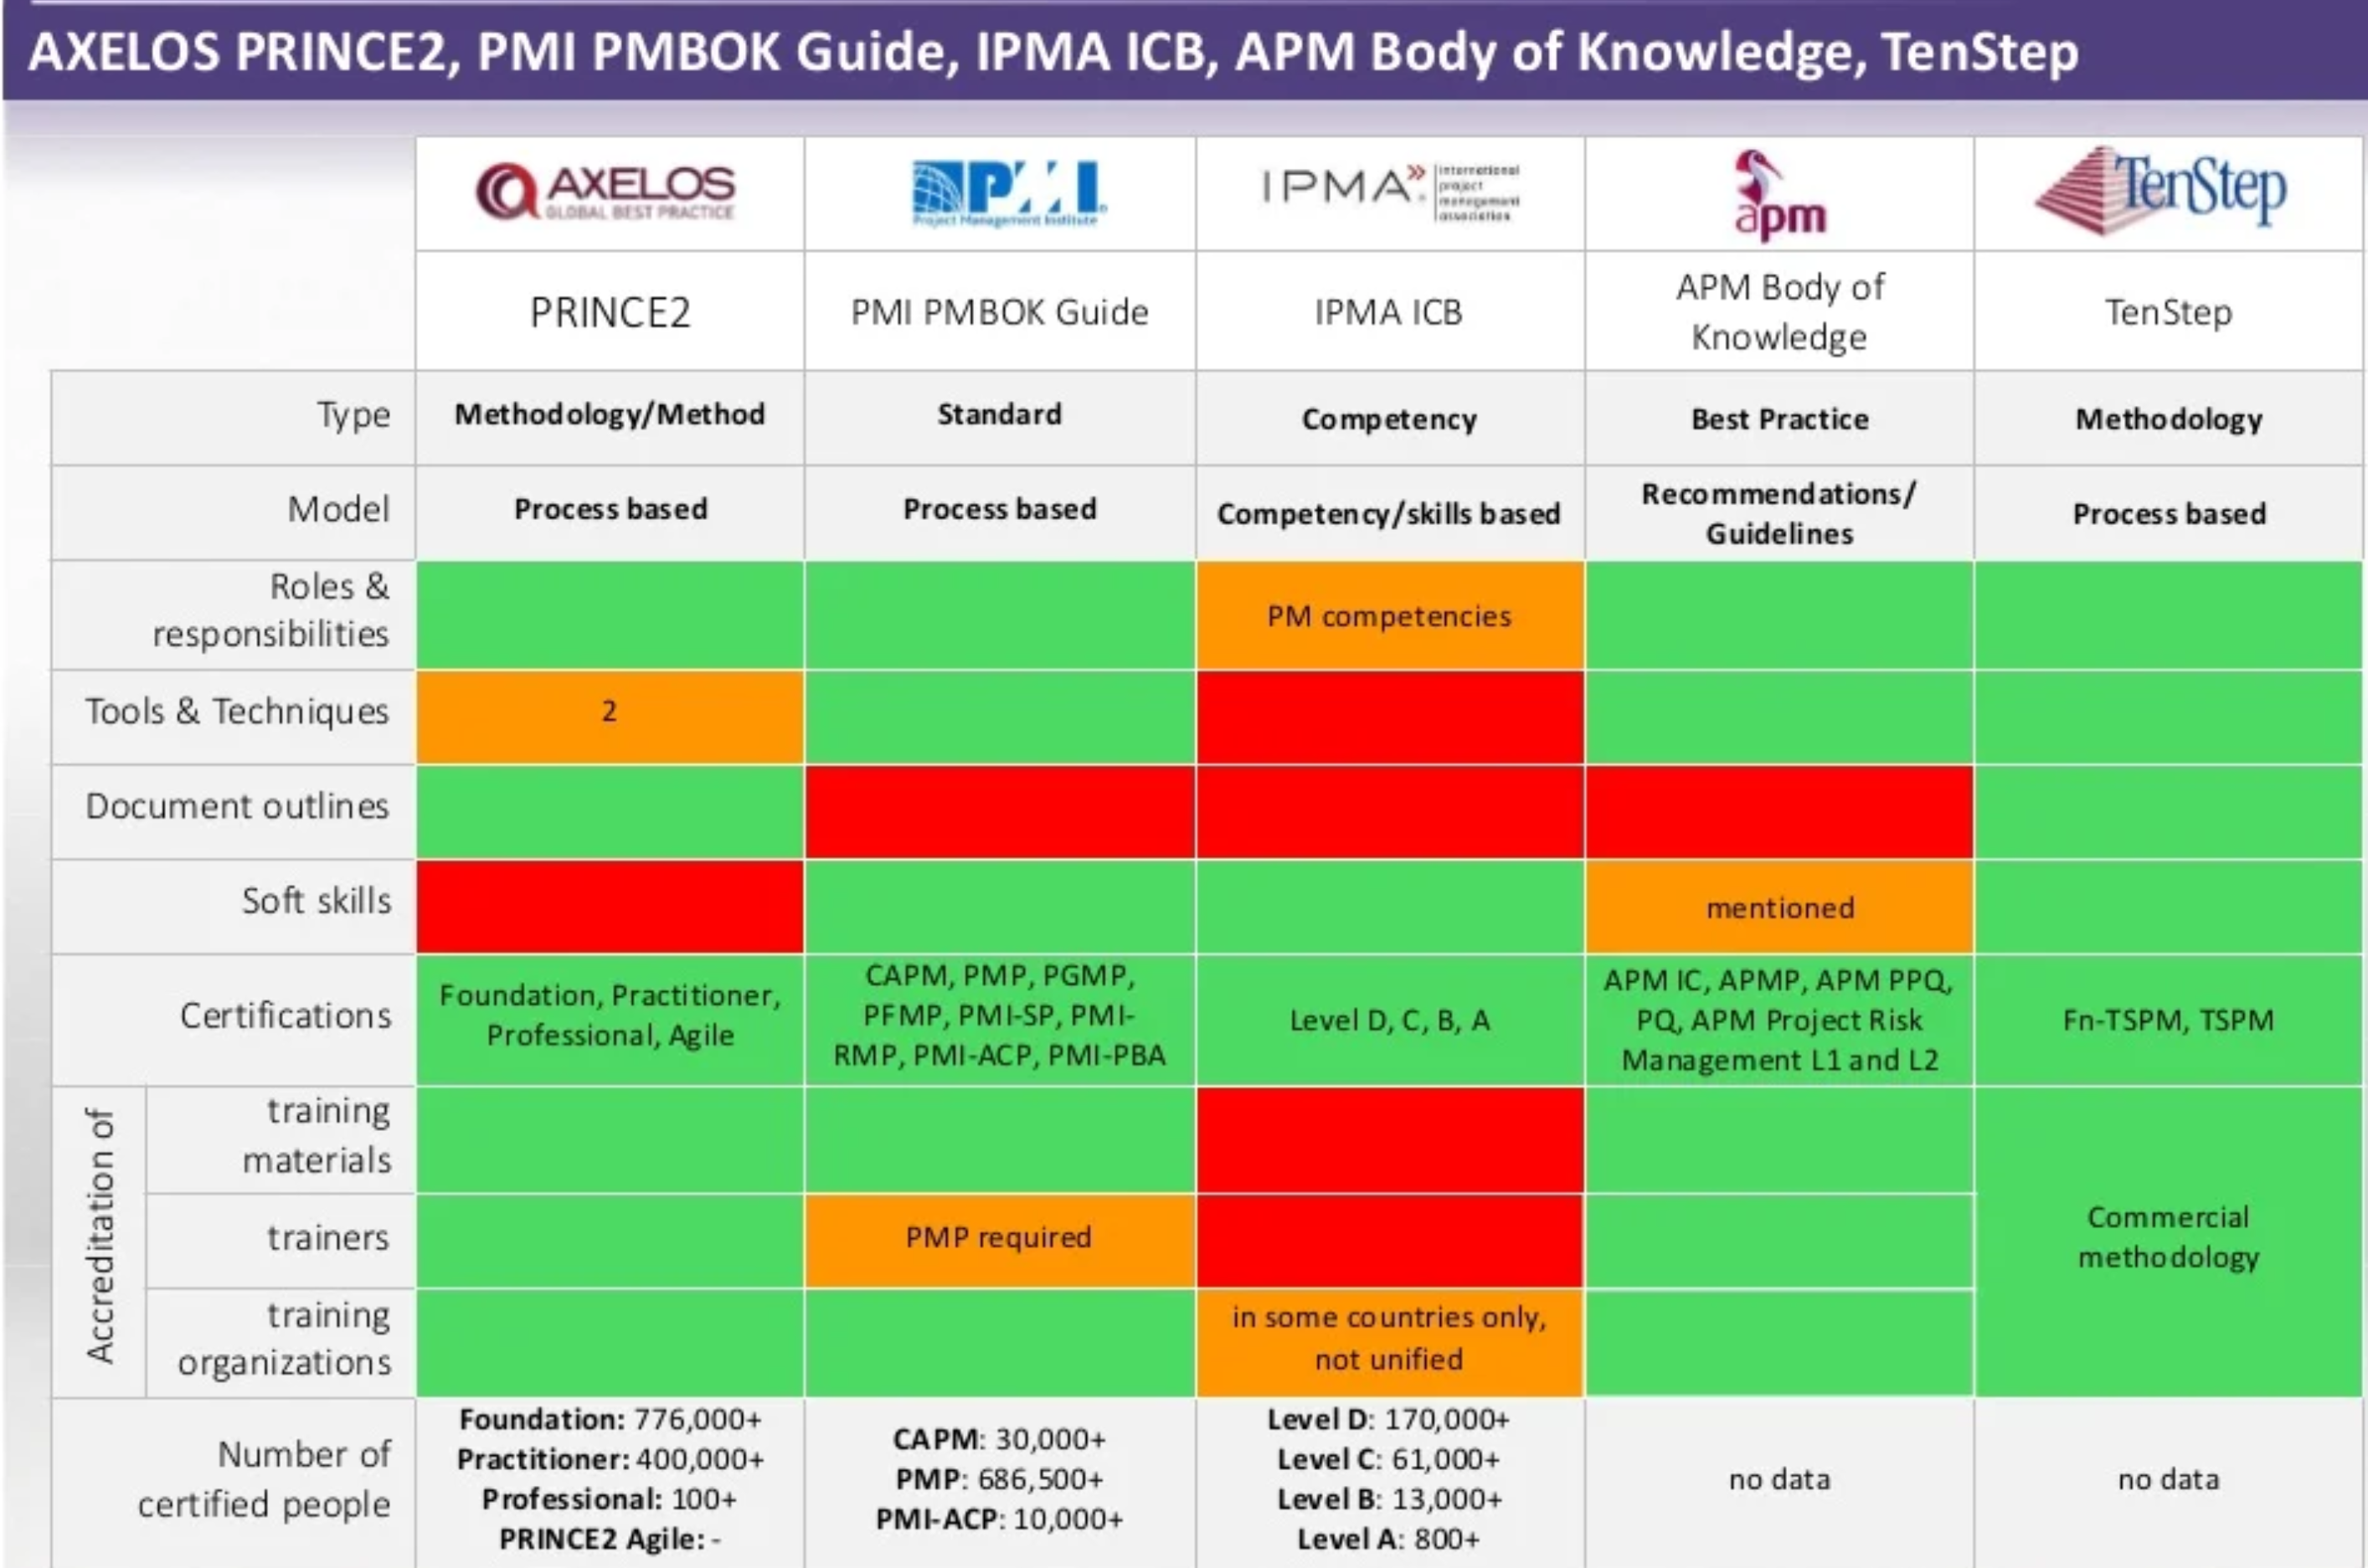 AXELOS PRINCE2, PMI PMBOK Guide, IPMA ICB, APM Body of Knowledge, TenStep
AXELOS
GLOBAL BEST PRACTICE
PMI
Project Management Institute
IPMA
international
project
management
association
apm
TenStep
PRINCE2
PMI PMBOK Guide
IPMA ICB
APM Body of
Knowledge
TenStep
Type
Methodology/Method
Standard
Competency
Best Practice
Methodology
Model
Process based
Process based
Competency/skills based
Recommendations/
Guidelines
Process based
Roles &
responsibilities
PM competencies
Tools & Techniques
2
Document outlines
Soft skills
mentioned
Certifications
Foundation, Practitioner,
Professional, Agile
CAPM, PMP, PGMP,
PFMP, PMI-SP, PMI-
RMP, PMI-ACP, PMI-PBA
Level D, C, B, A
APM IC, APMP, APM PPQ,
PQ, APM Project Risk
Management L1 and L2
Fn-TSPM, TSPM
Accreditation of
training
materials
trainers
PMP required
training
organizations
in some countries only,
not unified
Commercial
methodology
Number of
certified people
Foundation: 776,000+
Practitioner: 400,000+
Professional: 100+
PRINCE2 Agile: -
CAPM: 30,000+
PMP: 686,500+
PMI-ACP: 10,000+
Level D: 170,000+
Level C: 61,000+
Level B: 13,000+
Level A: 800+
no data
no data